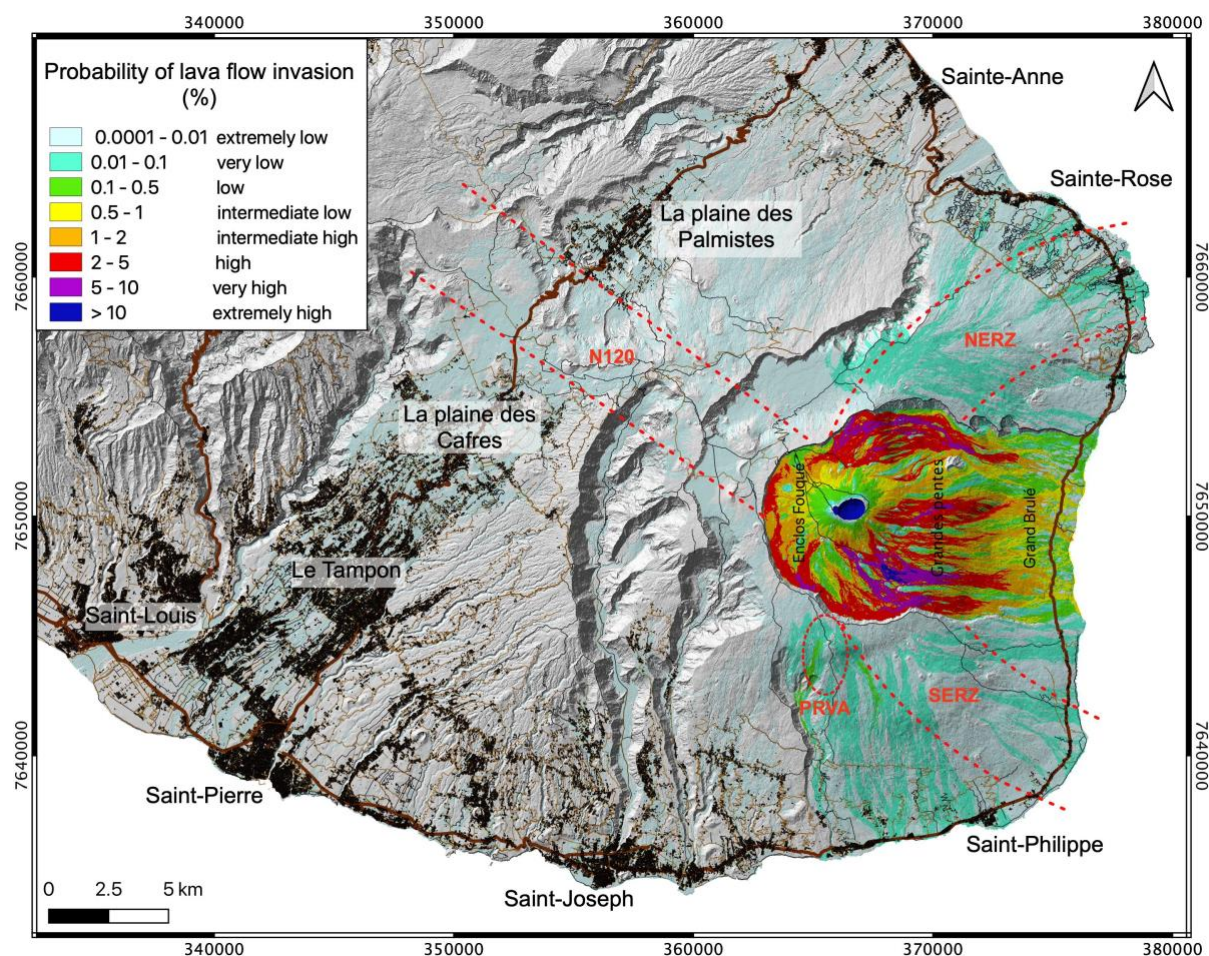 340000 350000 360000 370000 380000
Probability of lava flow invasion
(%)
0.0001 - 0.01 extremely low
0.01 - 0.1 very low
0.1 - 0.5 low
0.5 - 1 intermediate low
1 - 2 intermediate high
2 - 5 high
5 - 10 very high
> 10 extremely high
Sainte-Anne
Sainte-Rose
La plaine des
Palmistes
7660000
7660000
N120
NERZ
La plaine des
Cafres
Enclos Fouqué
Grandes pentes
Grand Brulé
7650000
7650000
Le Tampon
Saint-Louis
PRVA
SERZ
7640000
7640000
Saint-Pierre
Saint-Philippe
Saint-Joseph
0 2.5 5 km
340000 350000 360000 370000 380000